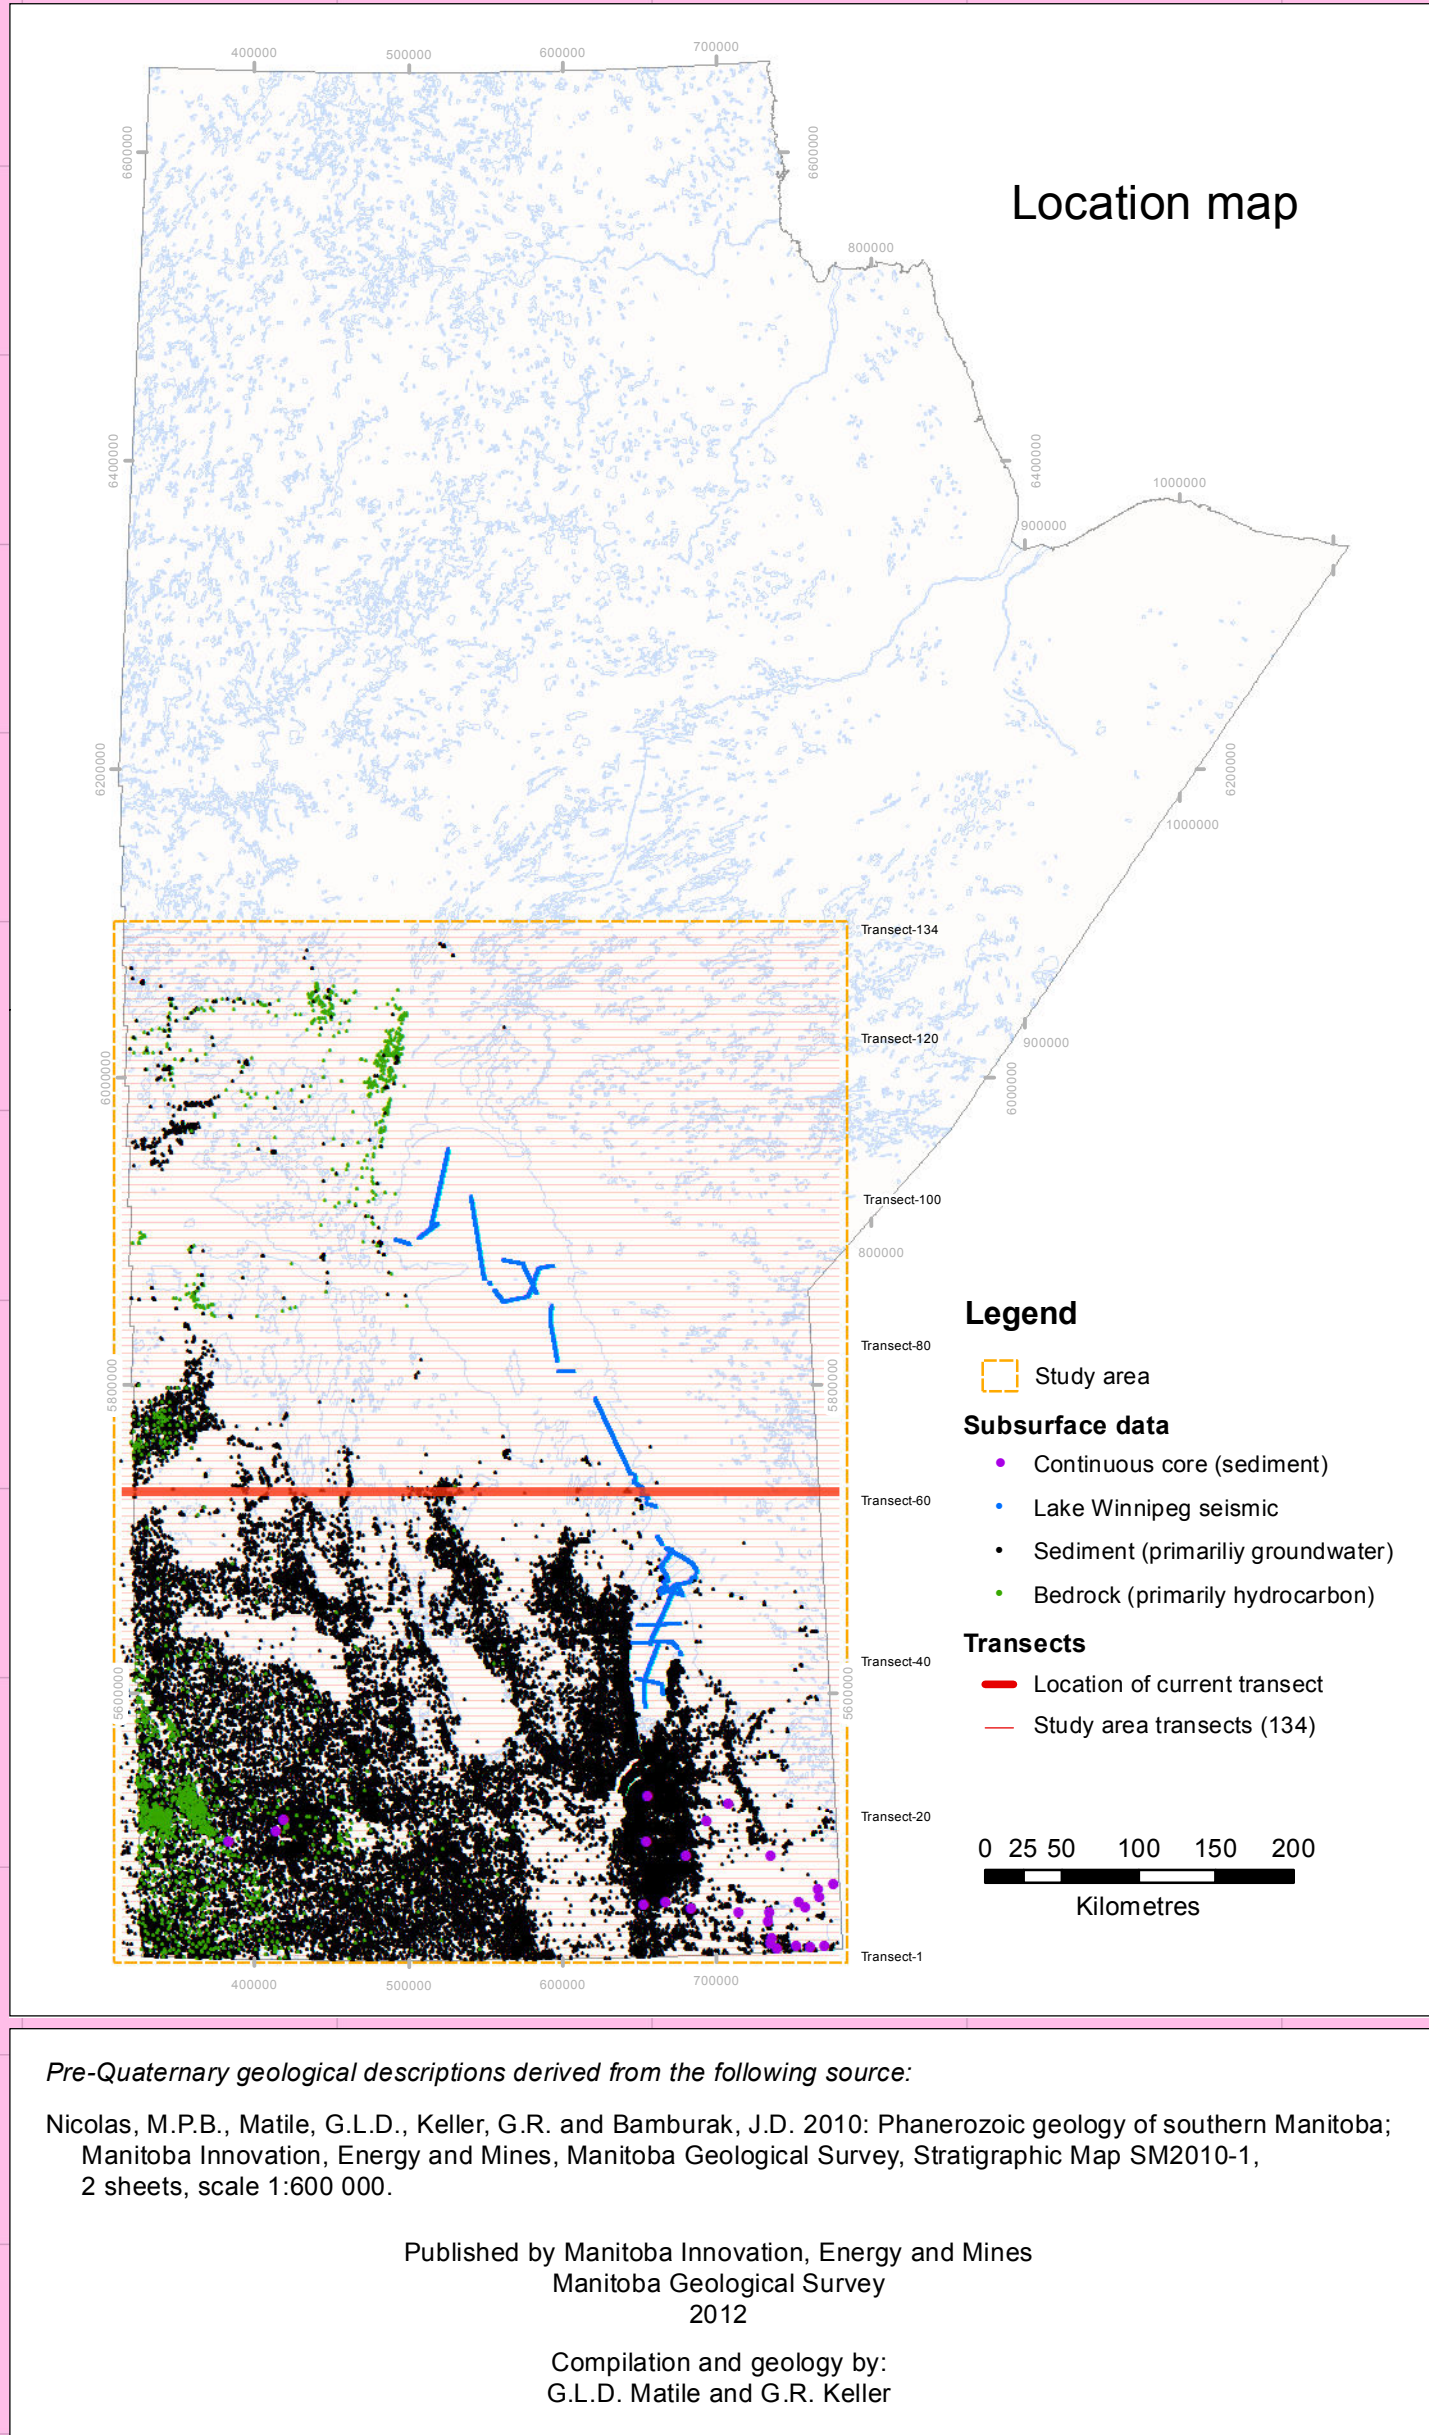 400000
500000
600000
700000
6600000
6600000
Location map
800000
6400000
6400000
1000000
900000
6200000
6200000
1000000
Transect-134
Transect-120
900000
6000000
6000000
Transect-100
800000
Legend
Transect-80
5800000
5800000
Study area
Subsurface data
Continuous core (sediment)
Transect-60
Lake Winnipeg seismic
Sediment (primariliy groundwater)
Bedrock (primarily hydrocarbon)
Transects
Transect-40
5600000
5600000
Location of current transect
Study area transects (134)
Transect-20
0 25 50 100 150 200
Kilometres
Transect-1
400000
500000
600000
700000
Pre-Quaternary geological descriptions derived from the following source:
Nicolas, M.P.B., Matile, G.L.D., Keller, G.R. and Bamburak, J.D. 2010: Phanerozoic geology of southern Manitoba;
Manitoba Innovation, Energy and Mines, Manitoba Geological Survey, Stratigraphic Map SM2010-1,
2 sheets, scale 1:600 000.
Published by Manitoba Innovation, Energy and Mines
Manitoba Geological Survey
2012
Compilation and geology by:
G.L.D. Matile and G.R. Keller